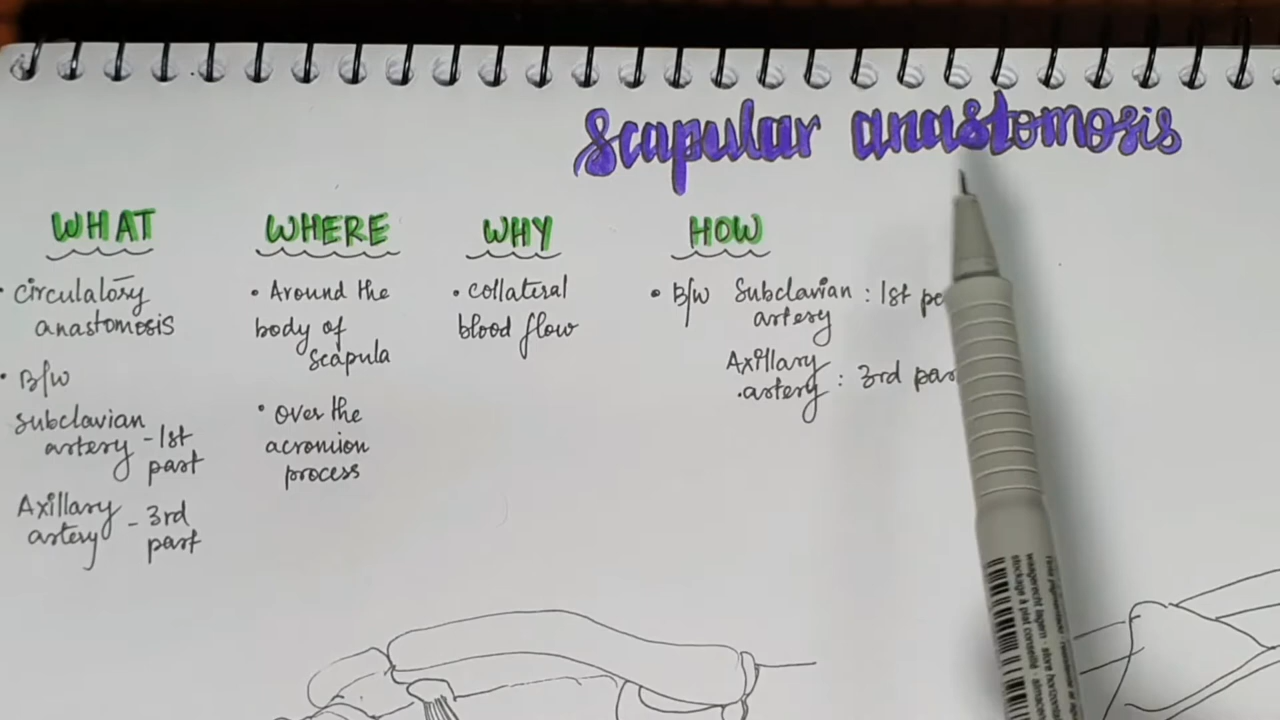 Scapular anastomosis
WHAT
• Circulatory
anastomosis
• B/w
subclavian
artery - 1st
part
Axillary
artery - 3rd
part
WHERE
• Around the
body of
scapula
• over the
acromion
process
WHY
• collateral
blood flow
HOW
• B/w Subclavian : 1st
artery
Axillary
artery : 3rd